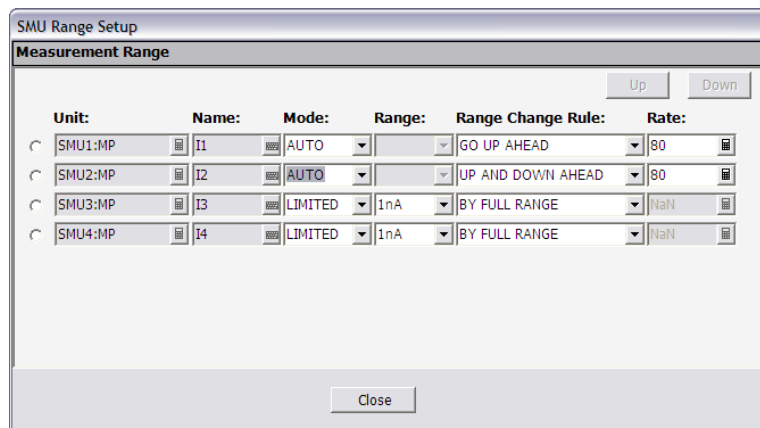 SMU Range Setup
Measurement Range
Up Down
Unit: Name: Mode: Range: Range Change Rule: Rate:
SMU1:MP I1 AUTO GO UP AHEAD 80
SMU2:MP I2 AUTO UP AND DOWN AHEAD 80
SMU3:MP I3 LIMITED 1nA BY FULL RANGE NaN
SMU4:MP I4 LIMITED 1nA BY FULL RANGE NaN
Close